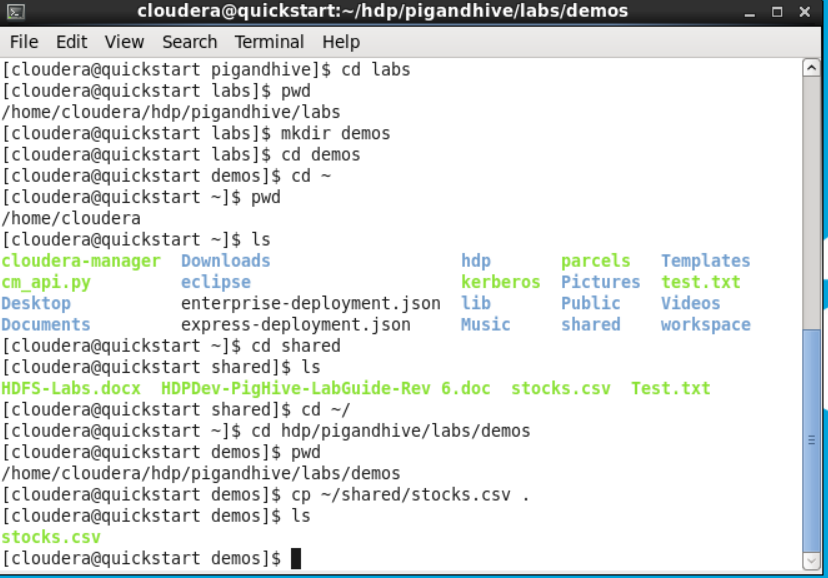 cloudera@quickstart:~/hdp/pigandhive/labs/demos
File Edit View Search Terminal Help
[cloudera@quickstart pigandhive]$ cd labs
[cloudera@quickstart labs]$ pwd
/home/cloudera/hdp/pigandhive/labs
[cloudera@quickstart labs]$ mkdir demos
[cloudera@quickstart labs]$ cd demos
[cloudera@quickstart demos]$ cd ~
[cloudera@quickstart ~]$ pwd
/home/cloudera
[cloudera@quickstart ~]$ ls
cloudera-manager  Downloads                   hdp       parcels   Templates
cm_api.py         eclipse                     kerberos  Pictures  test.txt
Desktop           enterprise-deployment.json  lib       Public    Videos
Documents         express-deployment.json     Music     shared    workspace
[cloudera@quickstart ~]$ cd shared
[cloudera@quickstart shared]$ ls
HDFS-Labs.docx  HDPDev-PigHive-LabGuide-Rev 6.doc  stocks.csv  Test.txt
[cloudera@quickstart shared]$ cd ~/
[cloudera@quickstart ~]$ cd hdp/pigandhive/labs/demos
[cloudera@quickstart demos]$ pwd
/home/cloudera/hdp/pigandhive/labs/demos
[cloudera@quickstart demos]$ cp ~/shared/stocks.csv .
[cloudera@quickstart demos]$ ls
stocks.csv
[cloudera@quickstart demos]$